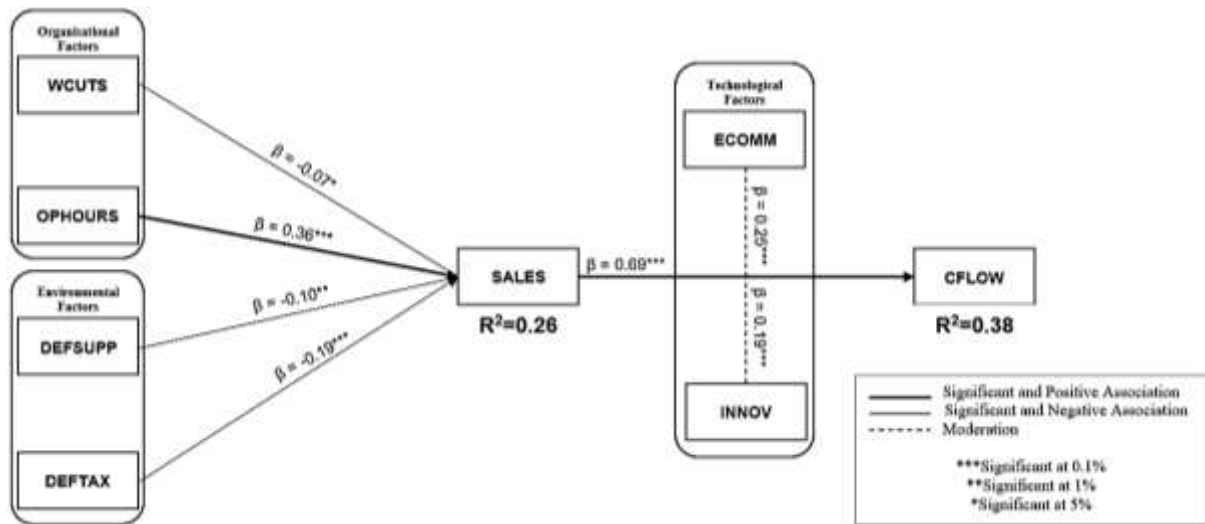 Organisational
Factors
WCUTS
OPHOURS
β = -0.07*
β = 0.36***
Environmental
Factors
DEFSUPP
DEFTAX
β = -0.10**
β = -0.19***
SALES
R²=0.26
β = 0.69***
Technological
Factors
ECOMM
β = 0.25***
β = 0.19***
INNOV
CFLOW
R²=0.38
Significant and Positive Association
Significant and Negative Association
Moderation
***Significant at 0.1%
**Significant at 1%
*Significant at 5%